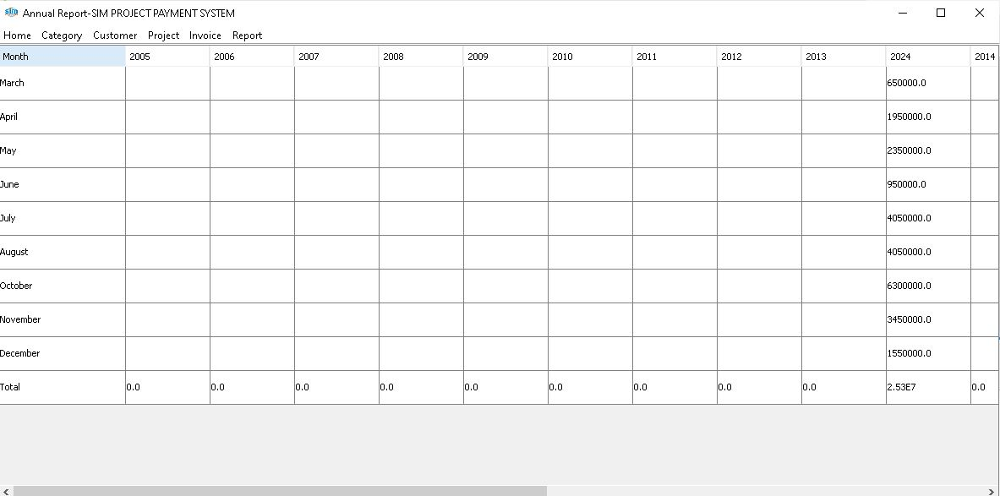 sim Annual Report-SIM PROJECT PAYMENT SYSTEM
Home Category Customer Project Invoice Report
Month 2005 2006 2007 2008 2009 2010 2011 2012 2013 2024 2014
March 650000.0
April 1950000.0
May 2350000.0
June 950000.0
July 4050000.0
August 4050000.0
October 6300000.0
November 3450000.0
December 1550000.0
Total 0.0 0.0 0.0 0.0 0.0 0.0 0.0 0.0 0.0 2.53E7 0.0